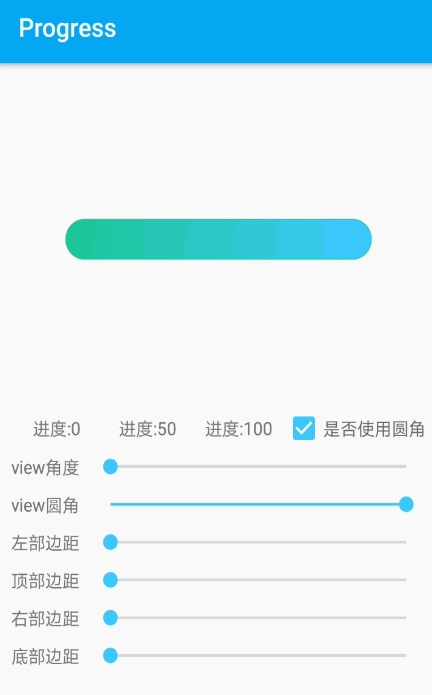 Progress
进度:0 进度:50 进度:100 是否使用圆角
view角度
view圆角
左部边距
顶部边距
右部边距
底部边距